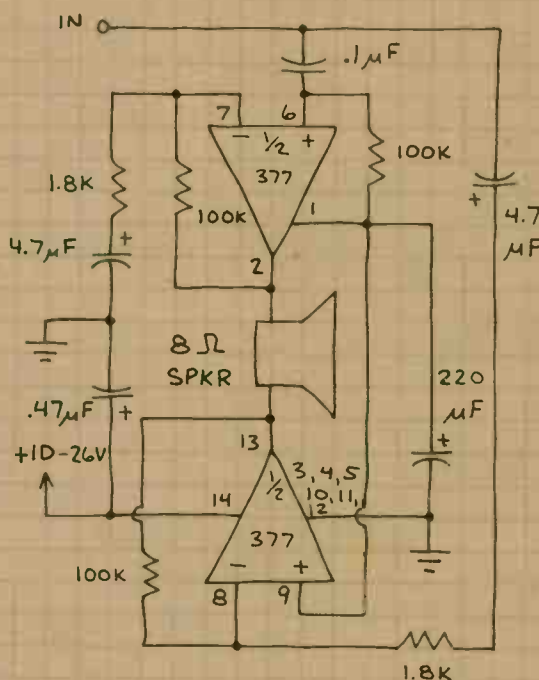 IN
.1µF
7
6
- ½ +
377
1
2
1.8K
100K
100K
4.7µF
+
+ 4.7
µF
8Ω
SPKR
.47µF
+
220
µF
+
+10-26V
13
14
½
3, 4, 5
10, 11,
12
377
- +
100K
8
9
1.8K